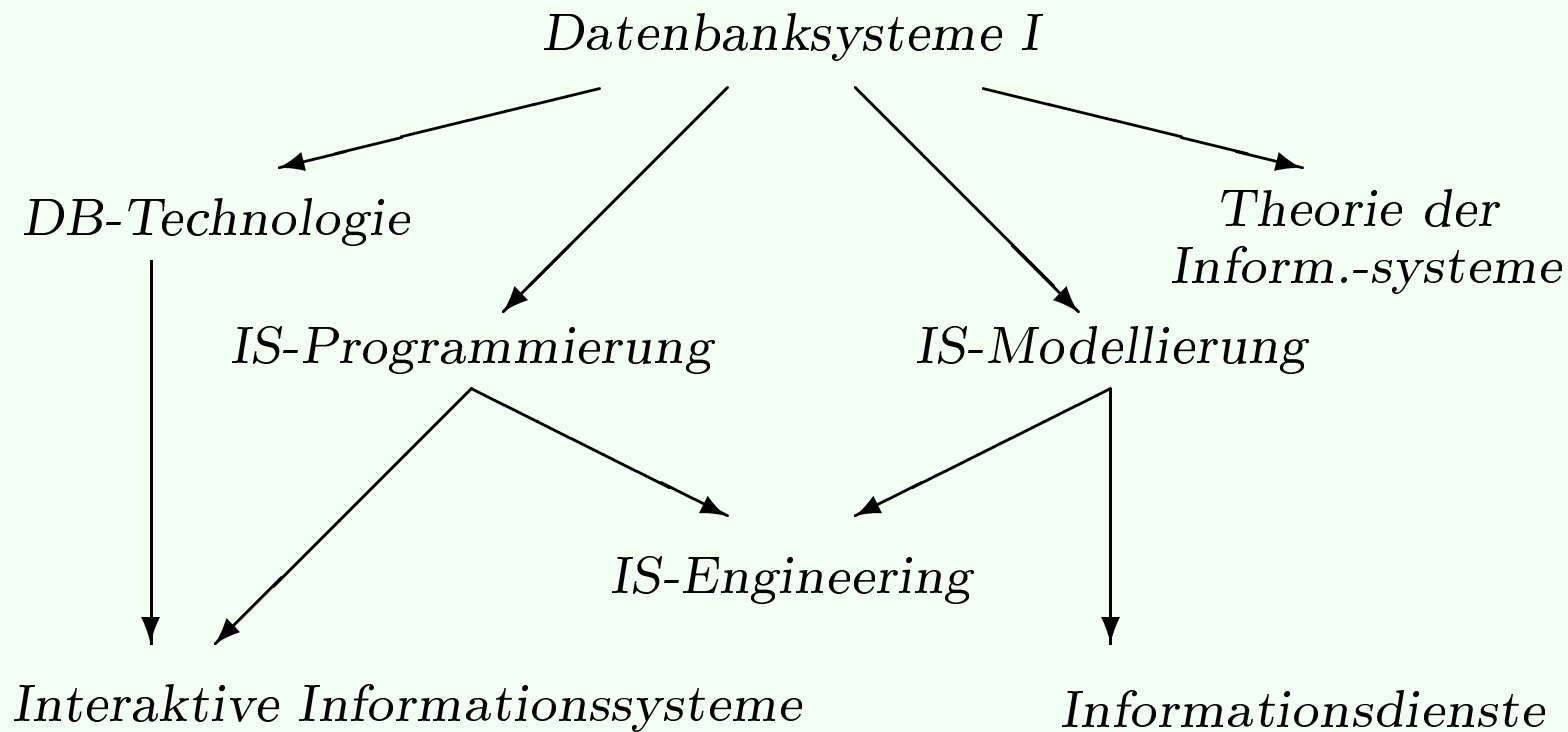 Datenbanksysteme I
DB-Technologie
Theorie der
Inform.-systeme
IS-Programmierung
IS-Modellierung
IS-Engineering
Interaktive Informationssysteme
Informationsdienste